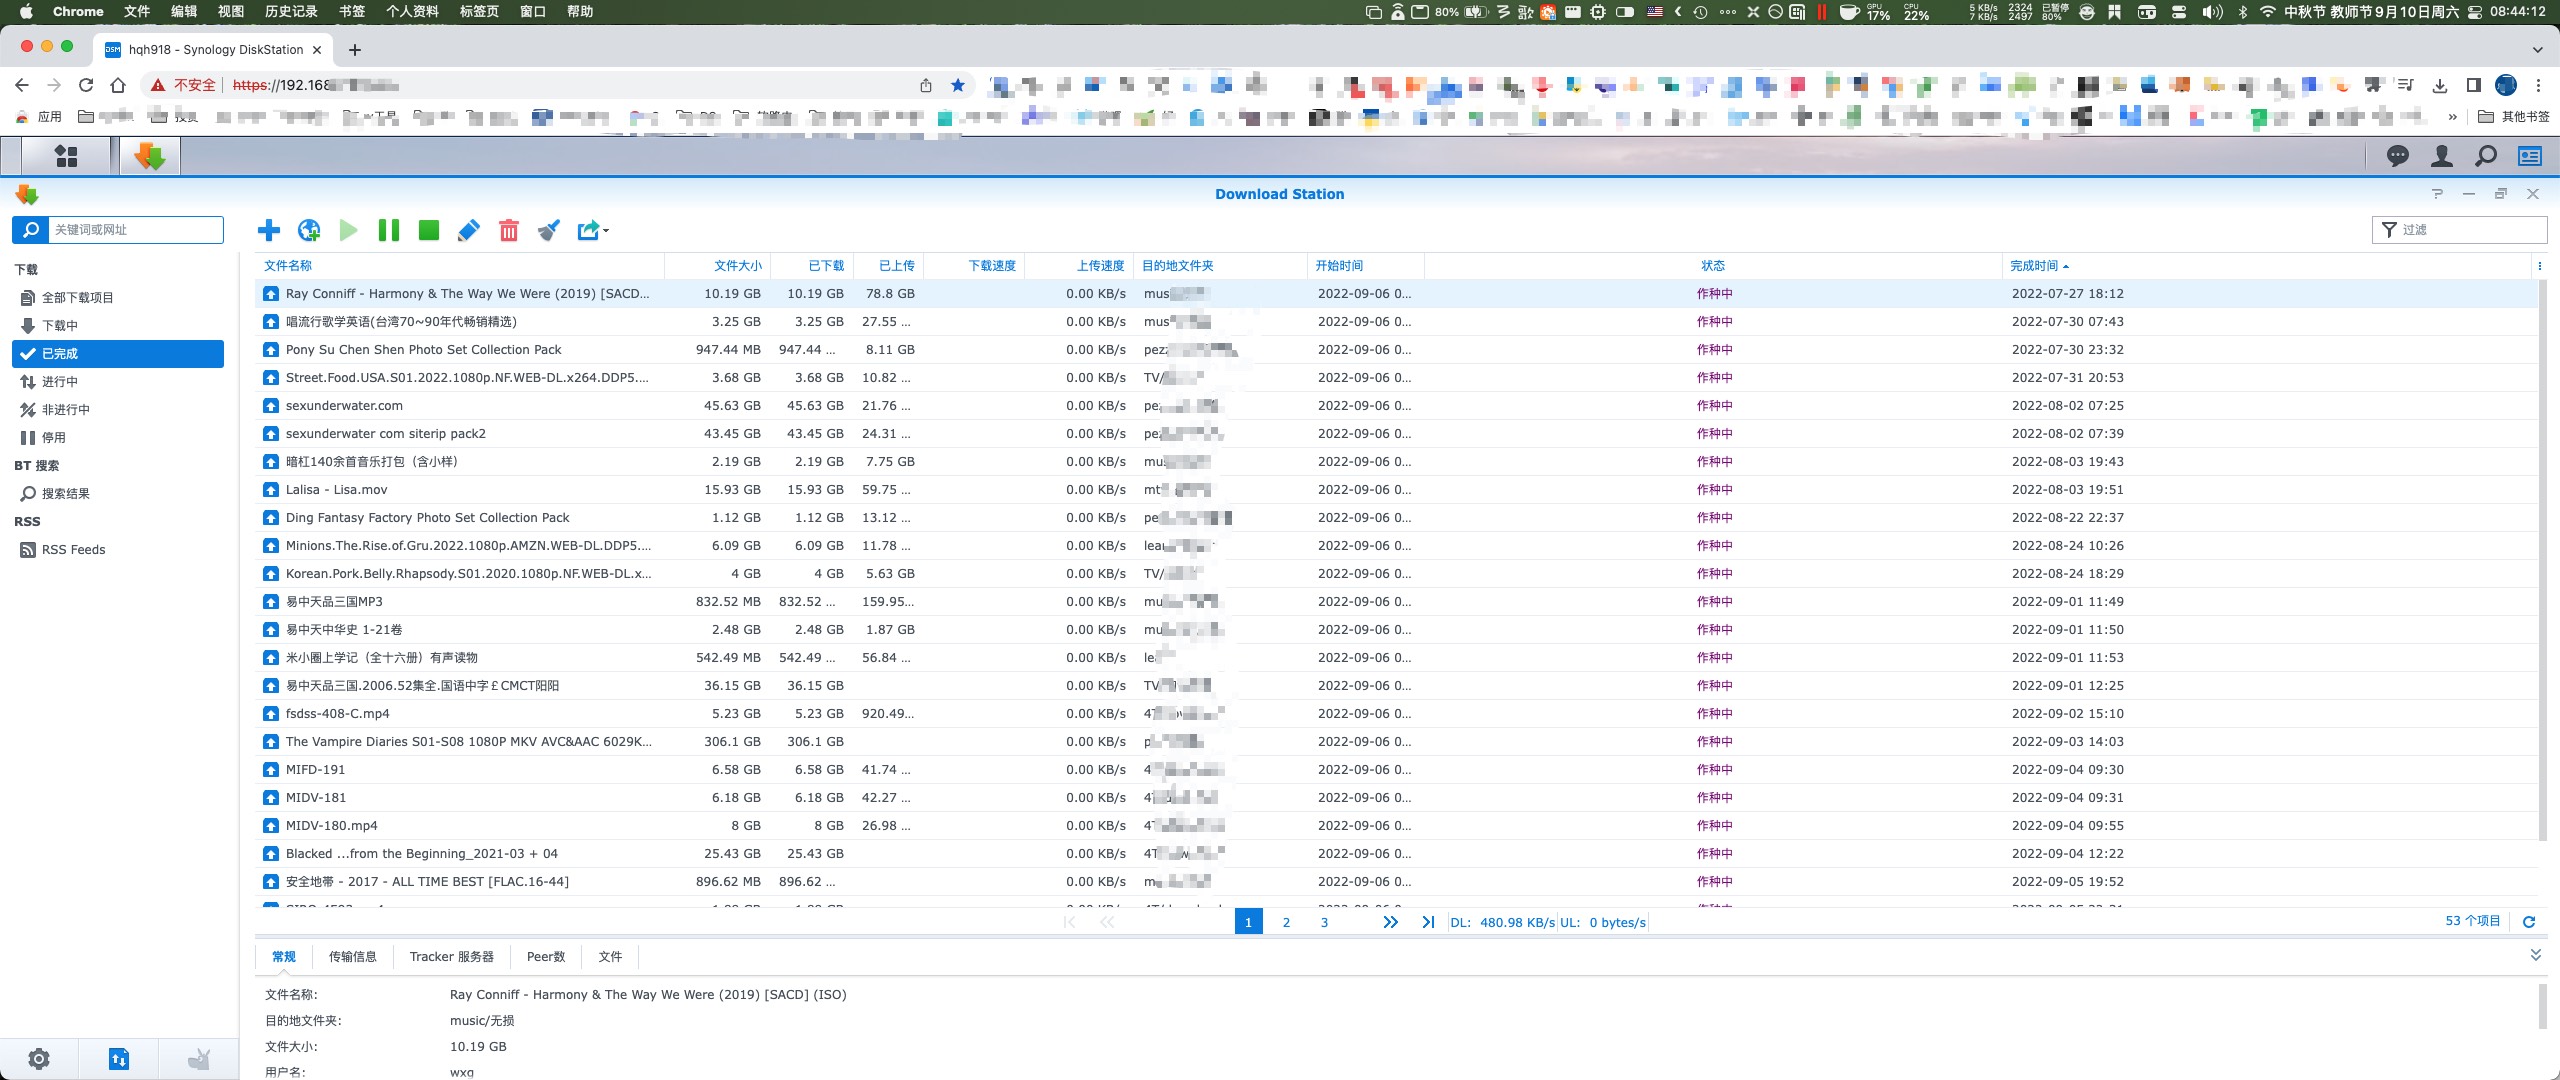 Chrome 文件 编辑 视图 历史记录 书签 个人资料 标签页 窗口 帮助 80% GPU 17% CPU 22% 5 KB/s 7 KB/s 2324 2497 已暂停 80% 中秋节 教师节9月10日周六 08:44:12
hqh918 - Synology DiskStation
不安全 https://192.168
应用 其他书签
Download Station
关键词或网址 过滤
下载
全部下载项目
下载中
已完成
进行中
非进行中
停用
BT 搜索
搜索结果
RSS
RSS Feeds
文件名称 文件大小 已下载 已上传 下载速度 上传速度 目的地文件夹 开始时间 状态 完成时间
Ray Conniff - Harmony & The Way We Were (2019) [SACD... 10.19 GB 10.19 GB 78.8 GB 0.00 KB/s mus 2022-09-06 0... 作种中 2022-07-27 18:12
唱流行歌学英语(台湾70~90年代畅销精选) 3.25 GB 3.25 GB 27.55 ... 0.00 KB/s mus 2022-09-06 0... 作种中 2022-07-30 07:43
Pony Su Chen Shen Photo Set Collection Pack 947.44 MB 947.44 ... 8.11 GB 0.00 KB/s pez 2022-09-06 0... 作种中 2022-07-30 23:32
Street.Food.USA.S01.2022.1080p.NF.WEB-DL.x264.DDP5.... 3.68 GB 3.68 GB 10.82 ... 0.00 KB/s TV/ 2022-09-06 0... 作种中 2022-07-31 20:53
sexunderwater.com 45.63 GB 45.63 GB 21.76 ... 0.00 KB/s pe 2022-09-06 0... 作种中 2022-08-02 07:25
sexunderwater com siterip pack2 43.45 GB 43.45 GB 24.31 ... 0.00 KB/s pe 2022-09-06 0... 作种中 2022-08-02 07:39
暗杠140余首音乐打包（含小样） 2.19 GB 2.19 GB 7.75 GB 0.00 KB/s mu 2022-09-06 0... 作种中 2022-08-03 19:43
Lalisa - Lisa.mov 15.93 GB 15.93 GB 59.75 ... 0.00 KB/s mt 2022-09-06 0... 作种中 2022-08-03 19:51
Ding Fantasy Factory Photo Set Collection Pack 1.12 GB 1.12 GB 13.12 ... 0.00 KB/s pe 2022-09-06 0... 作种中 2022-08-22 22:37
Minions.The.Rise.of.Gru.2022.1080p.AMZN.WEB-DL.DDP5.... 6.09 GB 6.09 GB 11.78 ... 0.00 KB/s lea 2022-09-06 0... 作种中 2022-08-24 10:26
Korean.Pork.Belly.Rhapsody.S01.2020.1080p.NF.WEB-DL.x... 4 GB 4 GB 5.63 GB 0.00 KB/s TV/ 2022-09-06 0... 作种中 2022-08-24 18:29
易中天品三国MP3 832.52 MB 832.52 ... 159.95... 0.00 KB/s mu 2022-09-06 0... 作种中 2022-09-01 11:49
易中天中华史 1-21卷 2.48 GB 2.48 GB 1.87 GB 0.00 KB/s mu 2022-09-06 0... 作种中 2022-09-01 11:50
米小圈上学记（全十六册）有声读物 542.49 MB 542.49 ... 56.84 ... 0.00 KB/s le 2022-09-06 0... 作种中 2022-09-01 11:53
易中天品三国.2006.52集全.国语中字￡CMCT阳阳 36.15 GB 36.15 GB 0.00 KB/s TV 2022-09-06 0... 作种中 2022-09-01 12:25
fsdss-408-C.mp4 5.23 GB 5.23 GB 920.49... 0.00 KB/s 4T 2022-09-06 0... 作种中 2022-09-02 15:10
The Vampire Diaries S01-S08 1080P MKV AVC&AAC 6029K... 306.1 GB 306.1 GB 0.00 KB/s p 2022-09-06 0... 作种中 2022-09-03 14:03
MIFD-191 6.58 GB 6.58 GB 41.74 ... 0.00 KB/s 4 2022-09-06 0... 作种中 2022-09-04 09:30
MIDV-181 6.18 GB 6.18 GB 42.27 ... 0.00 KB/s 4T 2022-09-06 0... 作种中 2022-09-04 09:31
MIDV-180.mp4 8 GB 8 GB 26.98 ... 0.00 KB/s 4T 2022-09-06 0... 作种中 2022-09-04 09:55
Blacked ...from the Beginning_2021-03 + 04 25.43 GB 25.43 GB 0.00 KB/s 4T 2022-09-06 0... 作种中 2022-09-04 12:22
安全地帯 - 2017 - ALL TIME BEST [FLAC.16-44] 896.62 MB 896.62 ... 0.00 KB/s m 2022-09-06 0... 作种中 2022-09-05 19:52
1 2 3 DL: 480.98 KB/s UL: 0 bytes/s 53 个项目
常规 传输信息 Tracker 服务器 Peer数 文件
文件名称: Ray Conniff - Harmony & The Way We Were (2019) [SACD] (ISO)
目的地文件夹: music/无损
文件大小: 10.19 GB
用户名: wxg